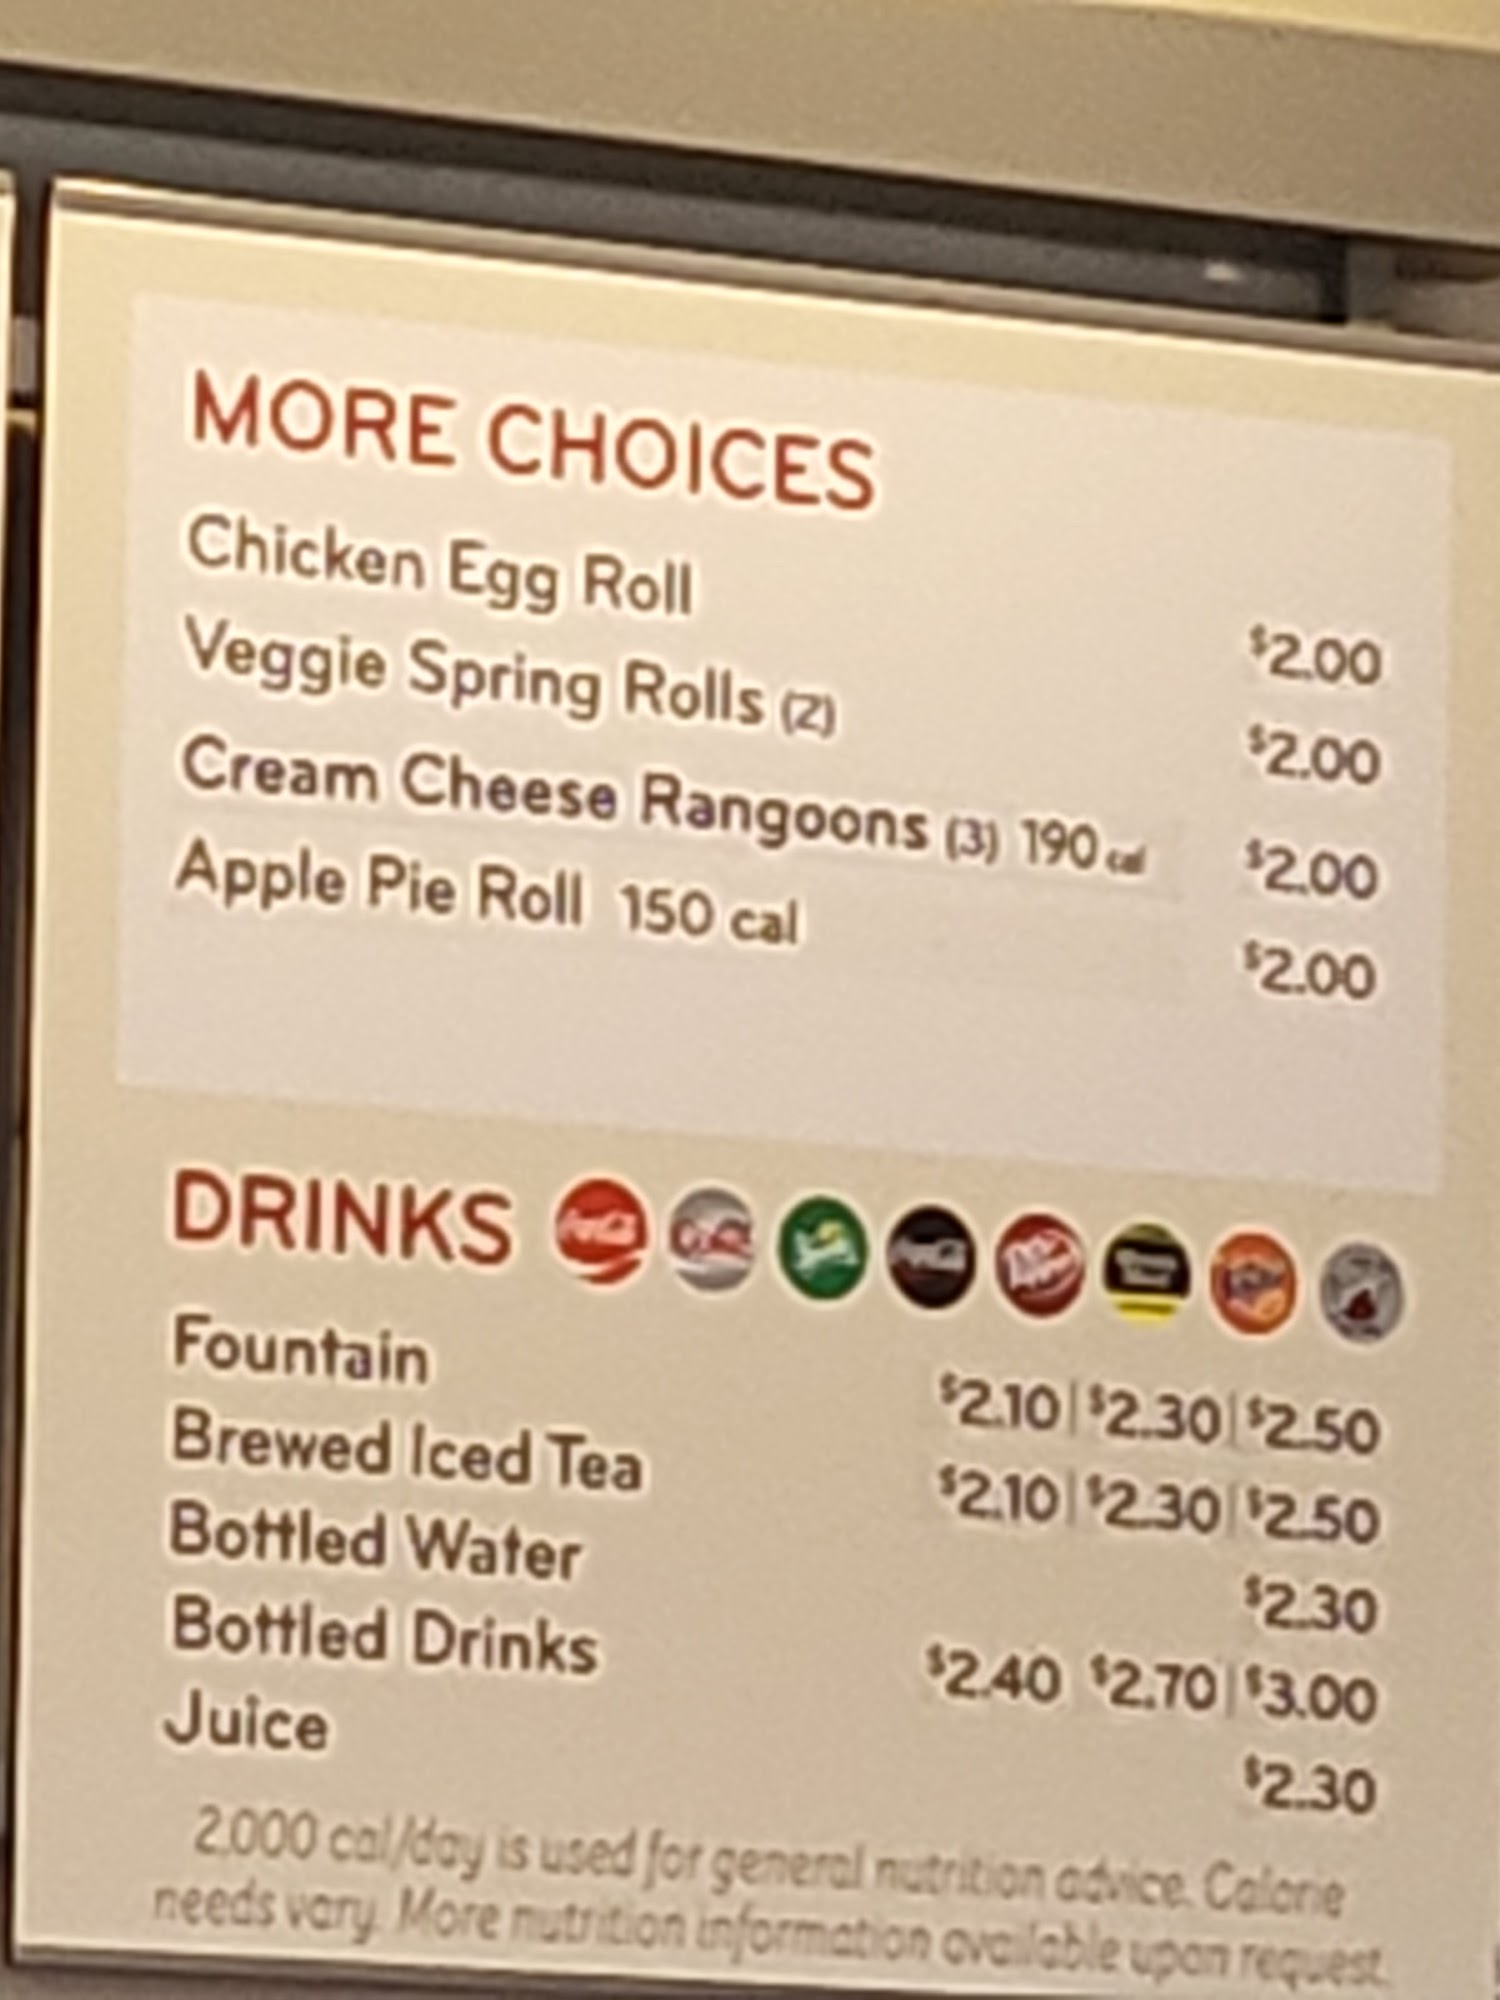 MORE CHOICES
Chicken Egg Roll $2.00
Veggie Spring Rolls (2) $2.00
Cream Cheese Rangoons (3) 190 cal $2.00
Apple Pie Roll 150 cal $2.00
DRINKS
Fountain $2.10 | $2.30 | $2.50
Brewed Iced Tea $2.10 | $2.30 | $2.50
Bottled Water $2.30
Bottled Drinks $2.40 $2.70 | $3.00
Juice $2.30
2,000 cal/day is used for general nutrition advice. Calorie
needs vary. More nutrition information available upon request.